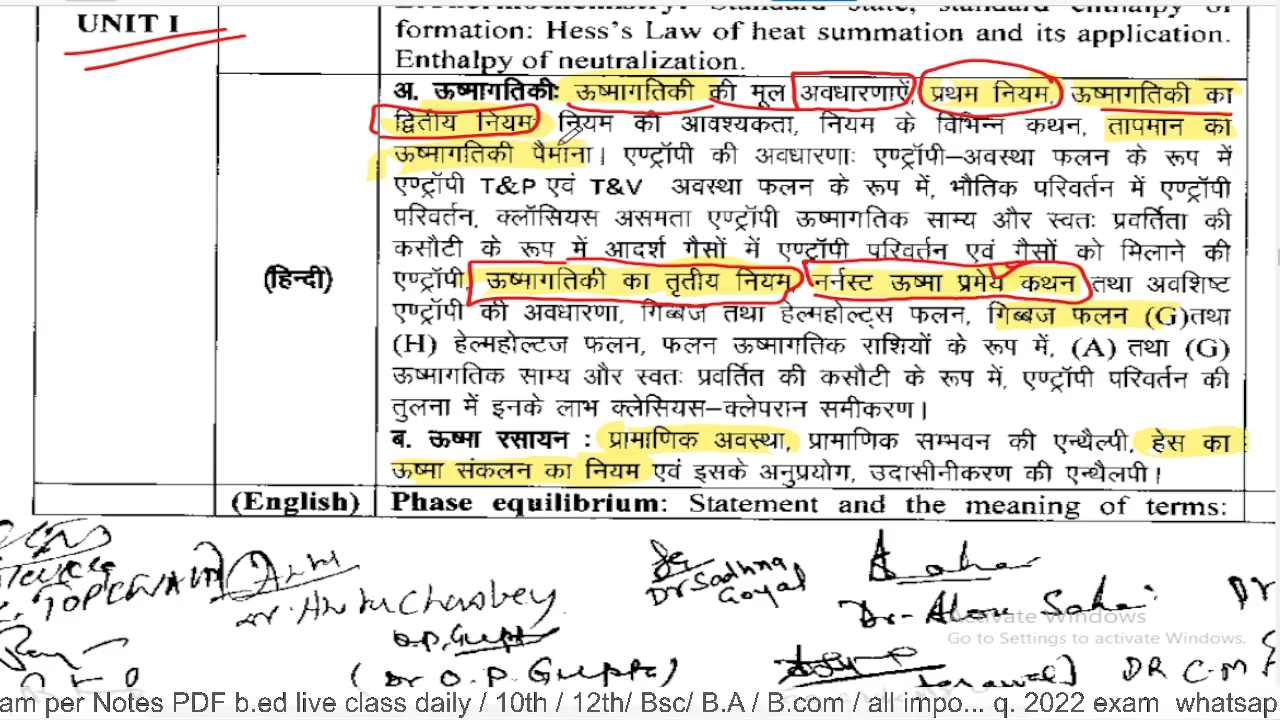 UNIT I
B. Thermochemistry: Standard state, standard enthalpy of
formation: Hess's Law of heat summation and its application.
Enthalpy of neutralization.
(हिन्दी)
अ. ऊष्मागतिकीः ऊष्मागतिकी की मूल अवधारणाऐं, प्रथम नियम, ऊष्मागतिकी का
द्वितीय नियमः नियम की आवश्यकता, नियम के विभिन्न कथन, तापमान का
ऊष्मागतिकी पैमाना। एण्ट्रॉपी की अवधारणाः एण्ट्रॉपी–अवस्था फलन के रूप में
एण्ट्रॉपी T&P एवं T&V अवस्था फलन के रूप में, भौतिक परिवर्तन में एण्ट्रॉपी
परिवर्तन, क्लॉसियस असमता एण्ट्रॉपी ऊष्मागतिक साम्य और स्वतः प्रवर्तिता की
कसौटी के रूप में आदर्श गैसों में एण्ट्रॉपी परिवर्तन एवं गैसों को मिलाने की
एण्ट्रॉपी, ऊष्मागतिकी का तृतीय नियम, नर्नस्ट ऊष्मा प्रमेय कथन तथा अवशिष्ट
एण्ट्रॉपी की अवधारणा, गिब्बज तथा हेल्महोल्ट्स फलन, गिब्बज फलन (G)तथा
(H) हेल्महोल्टज फलन, फलन ऊष्मागतिक राशियों के रूप में, (A) तथा (G)
ऊष्मागतिक साम्य और स्वतः प्रवर्तित की कसौटी के रूप में, एण्ट्रॉपी परिवर्तन की
तुलना में इनके लाभ क्लेसियस–क्लेपरान समीकरण।
ब. ऊष्मा रसायन : प्रामाणिक अवस्था, प्रामाणिक सम्भवन की एन्थैल्पी, हेस का
ऊष्मा संकलन का नियम एवं इसके अनुप्रयोग, उदासीनीकरण की एन्थैलपी।
(English) Phase equilibrium: Statement and the meaning of terms:
Dr Sadhna
Goyal
O.P. Gupta
(Dr O.P. Gupta)
DR C.M
Activate Windows
Go to Settings to activate Windows.
am per Notes PDF b.ed live class daily / 10th / 12th/ Bsc/ B.A / B.com / all impo... q. 2022 exam whatsap